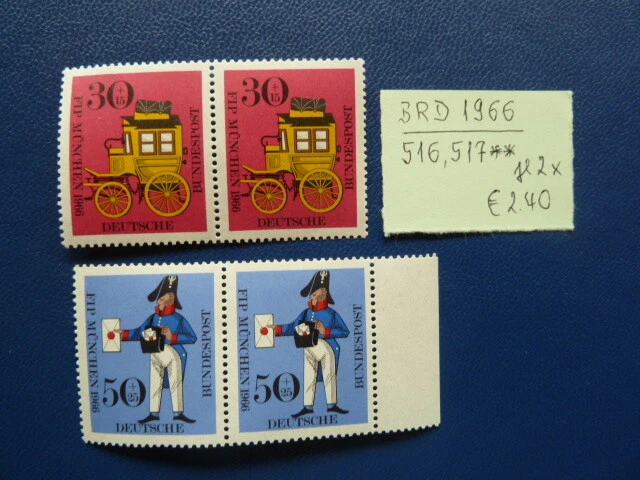 30 +15
FIP MÜNCHEN 1966
BUNDESPOST
DEUTSCHE
30 +15
FIP MÜNCHEN 1966
BUNDESPOST
DEUTSCHE
BRD 1966
516, 517**
je 2x
€ 2.40
FIP MÜNCHEN 1966
50 +25
BUNDESPOST
DEUTSCHE
FIP MÜNCHEN 1966
50 +25
BUNDESPOST
DEUTSCHE